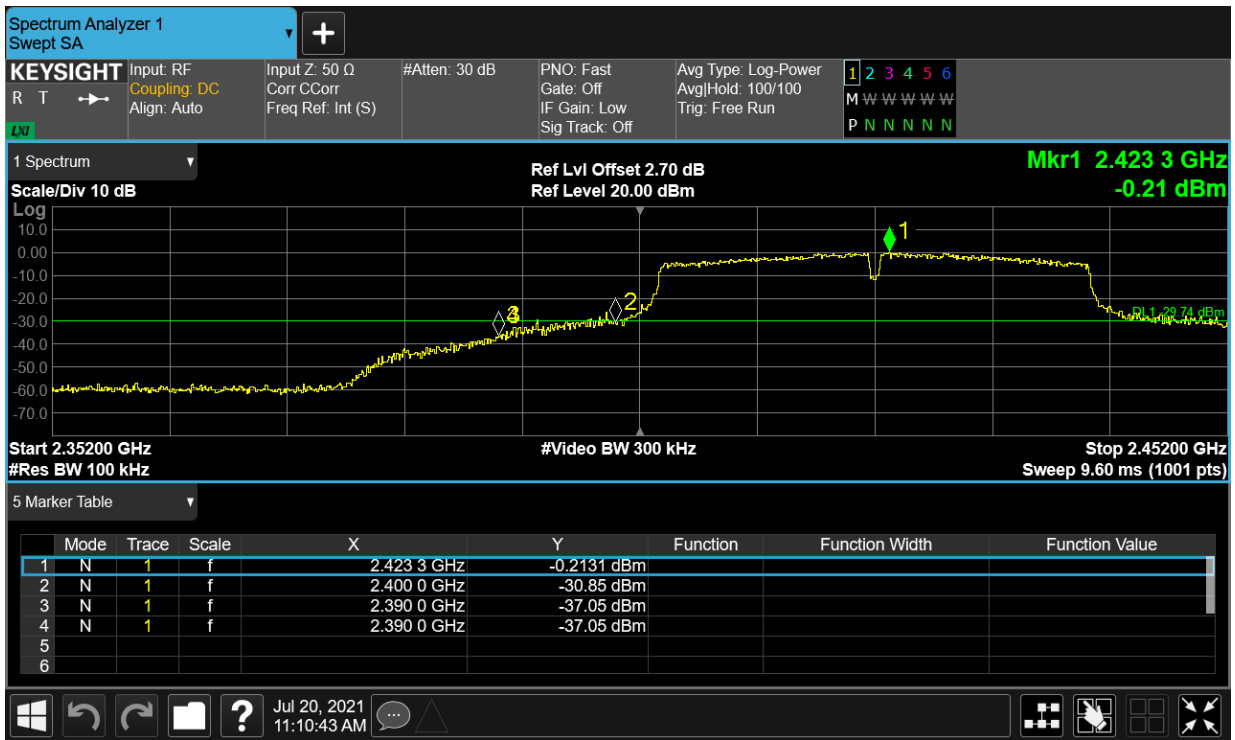 Spectrum Analyzer 1
Swept SA
+
KEYSIGHT Input: RF Input Z: 50 Ω #Atten: 30 dB PNO: Fast Avg Type: Log-Power 1 2 3 4 5 6
R T Coupling: DC Corr CCorr Gate: Off Avg|Hold: 100/100 M W W W W W
Align: Auto Freq Ref: Int (S) IF Gain: Low Trig: Free Run
LXI Sig Track: Off P N N N N N
1 Spectrum Ref Lvl Offset 2.70 dB Mkr1 2.423 3 GHz
Scale/Div 10 dB Ref Level 20.00 dBm -0.21 dBm
Log
10.0
1
0.00
-10.0
-20.0
2
DL1 -29.74 dBm
-30.0
-40.0
-50.0
-60.0
-70.0
Start 2.35200 GHz #Video BW 300 kHz Stop 2.45200 GHz
#Res BW 100 kHz Sweep 9.60 ms (1001 pts)
5 Marker Table
Mode Trace Scale X Y Function Function Width Function Value
1 N 1 f 2.423 3 GHz -0.2131 dBm
2 N 1 f 2.400 0 GHz -30.85 dBm
3 N 1 f 2.390 0 GHz -37.05 dBm
4 N 1 f 2.390 0 GHz -37.05 dBm
5
6
? Jul 20, 2021
11:10:43 AM